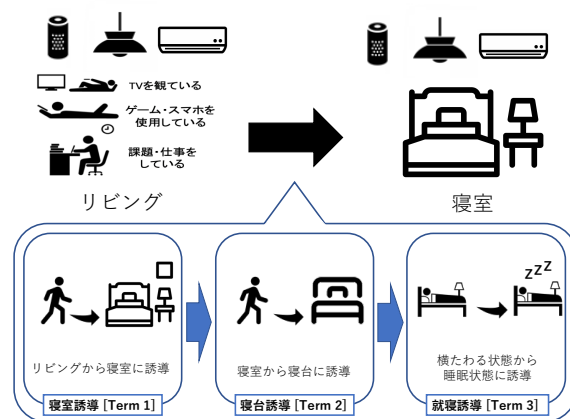 TVを観ている
ゲーム・スマホを
使用している
課題・仕事を
している
リビング
寝室
リビングから寝室に誘導
寝室誘導 [Term 1]
寝室から寝台に誘導
寝台誘導 [Term 2]
zzz
横たわる状態から
睡眠状態に誘導
就寝誘導 [Term 3]